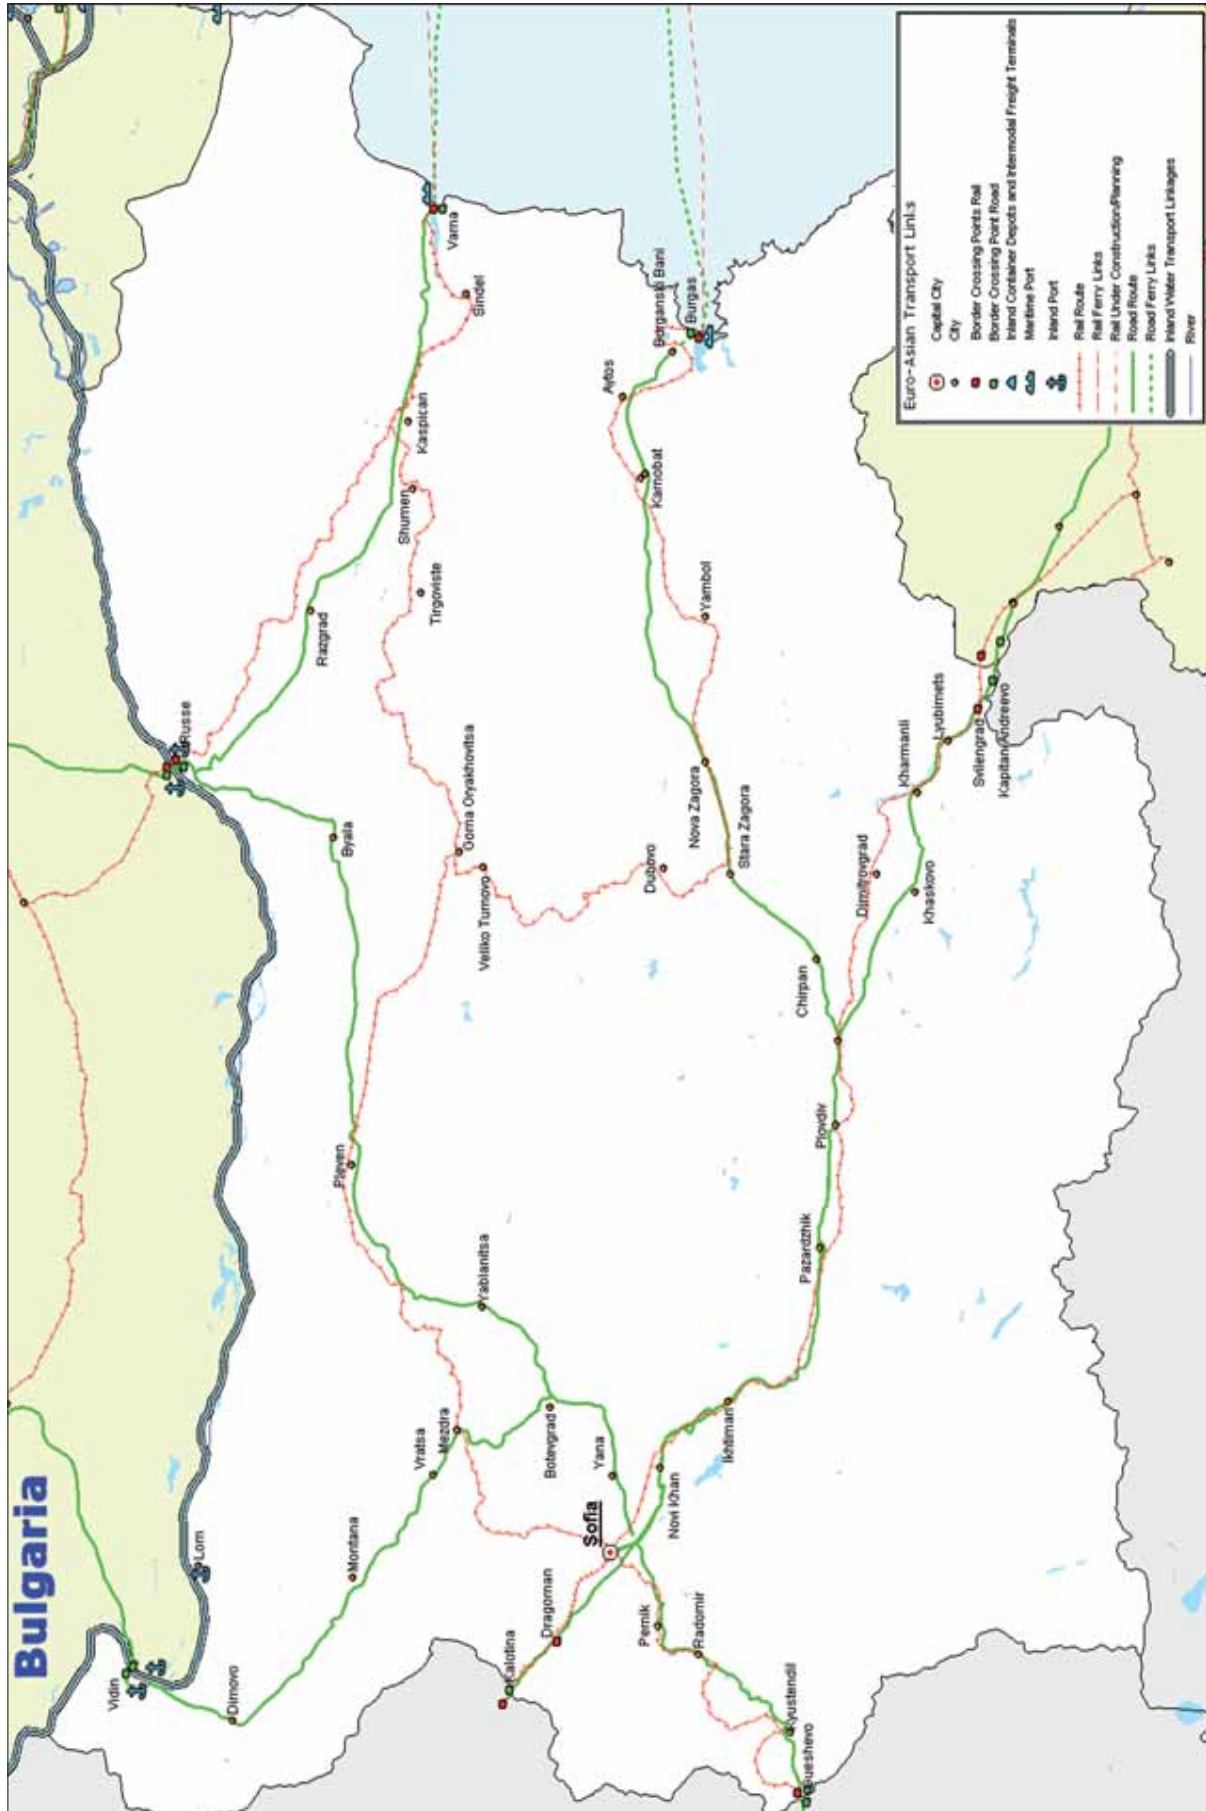 Bulgaria
Vidin
Dimovo
Lom
Montana
Vratsa
Mezdra
Botevgrad
Yablanitsa
Yana
Sofia
Novi Khan
Kalotina
Dragoman
Pernik
Radomir
Kyustendil
Gueshevo
Ikhtiman
Pazardzhik
Plovdiv
Pleven
Byala
Russe
Razgrad
Gorna Oryakhovitsa
Veliko Turnovo
Dubovo
Stara Zagora
Nova Zagora
Chirpan
Dimitrovgrad
Khaskovo
Kharmanli
Lyubimets
Svilengrad
Kapitan Andreevo
Tirgoviste
Shumen
Kaspican
Sindel
Varna
Yambol
Karnobat
Aytos
Burgas
Euro-Asian Transport Links
Capital City
City
Border Crossing Points Rail
Border Crossing Point Road
Inland Container Depots and Intermodal Freight Terminals
Maritime Port
Inland Port
Rail Route
Rail Ferry Links
Rail Under Construction/Planning
Road Route
Road Ferry Links
Inland Water Transport Linkages
River